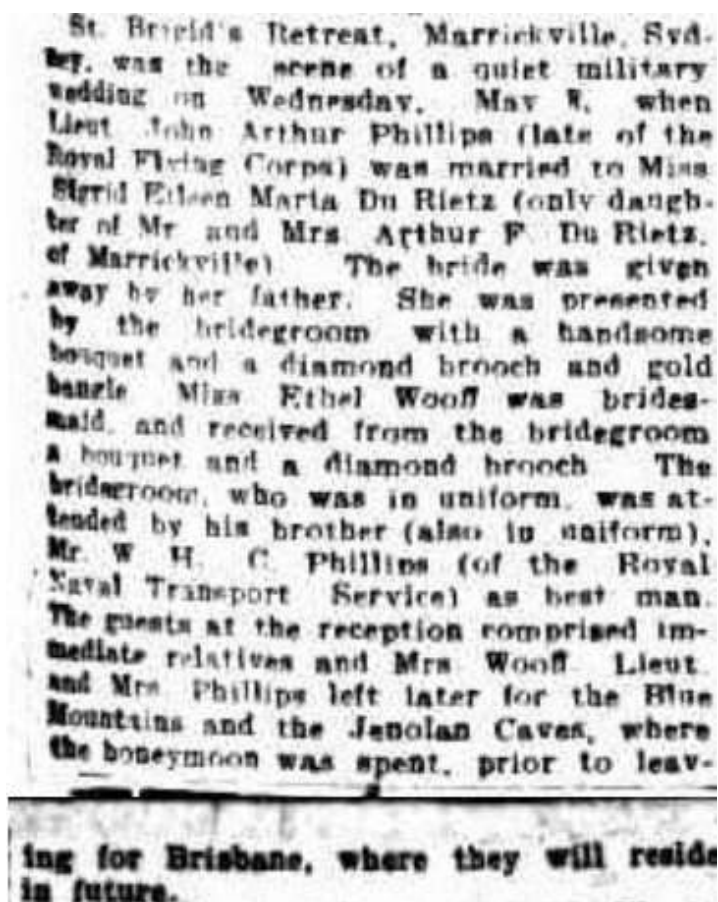 St. Brigid's Retreat, Marrickville, Syd-
ney, was the scene of a quiet military
wedding on Wednesday, May 8, when
Lieut John Arthur Phillips (late of the
Royal Flying Corps) was married to Miss
Sigrid Eileen Maria Du Rietz (only daugh-
ter of Mr and Mrs Arthur F. Du Rietz,
of Marrickville) The bride was given
away by her father. She was presented
by the bridegroom with a handsome
bouquet and a diamond brooch and gold
bangle Miss Ethel Wooff was brides-
maid, and received from the bridegroom
a bouquet and a diamond brooch The
bridegroom, who was in uniform, was at-
tended by his brother (also in uniform),
Mr. W H. C. Phillips (of the Royal
Naval Transport Service) as best man.
The guests at the reception comprised im-
mediate relatives and Mrs Wooff. Lieut.
and Mrs Phillips left later for the Blue
Mountains and the Jenolan Caves, where
the honeymoon was spent, prior to leav-
ing for Brisbane, where they will reside
in future.